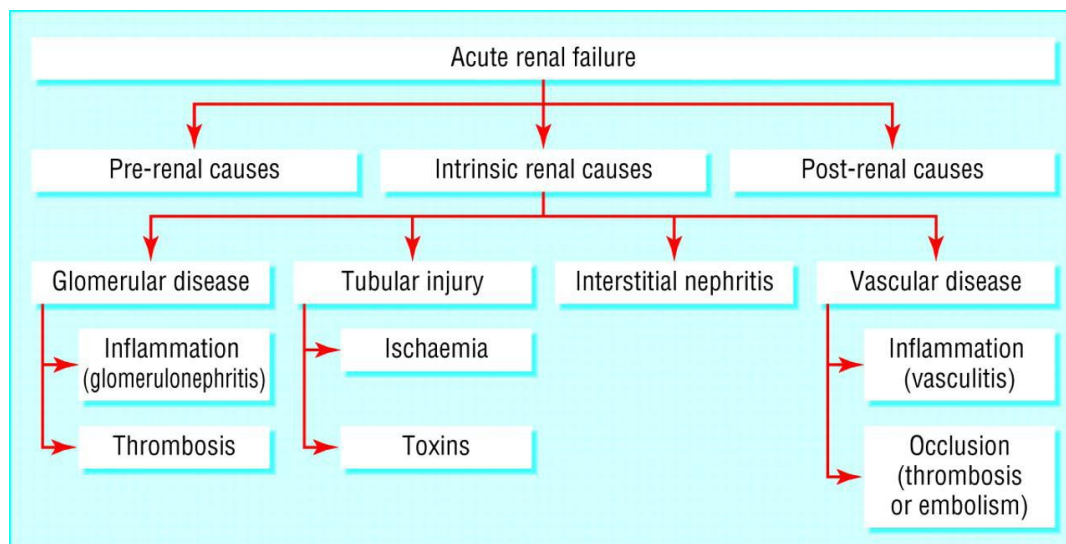 Acute renal failure
Pre-renal causes
Intrinsic renal causes
Post-renal causes
Glomerular disease
Tubular injury
Interstitial nephritis
Vascular disease
Inflammation
(glomerulonephritis)
Thrombosis
Ischaemia
Toxins
Inflammation
(vasculitis)
Occlusion
(thrombosis
or embolism)